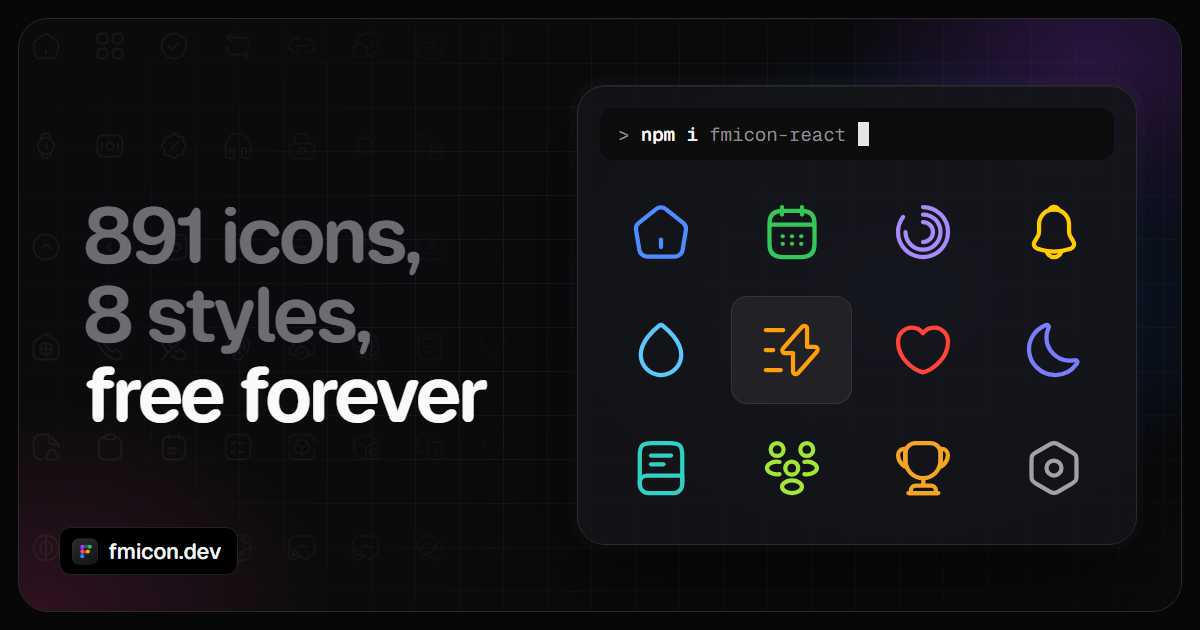 891 icons,
8 styles,
free forever
fmicon.dev
> npm i fmicon-react